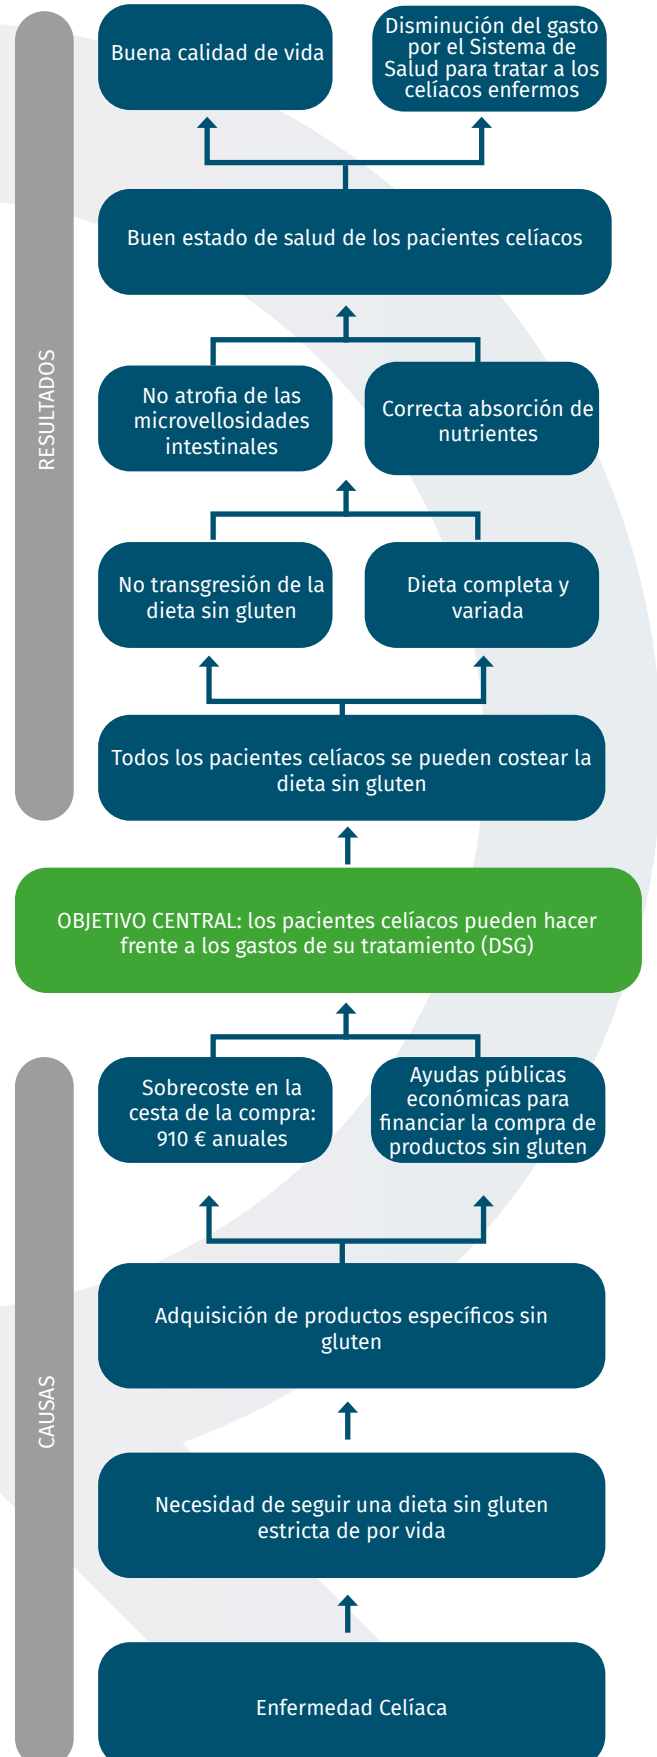 Buena calidad de vida
Disminución del gasto
por el Sistema de
Salud para tratar a los
celíacos enfermos
Buen estado de salud de los pacientes celíacos
RESULTADOS
No atrofia de las
microvellosidades
intestinales
Correcta absorción de
nutrientes
No transgresión de la
dieta sin gluten
Dieta completa y
variada
Todos los pacientes celíacos se pueden costear la
dieta sin gluten
OBJETIVO CENTRAL: los pacientes celíacos pueden hacer
frente a los gastos de su tratamiento (DSG)
Sobrecoste en la
cesta de la compra:
910 € anuales
Ayudas públicas
económicas para
financiar la compra de
productos sin gluten
Adquisición de productos específicos sin
gluten
CAUSAS
Necesidad de seguir una dieta sin gluten
estricta de por vida
Enfermedad Celíaca